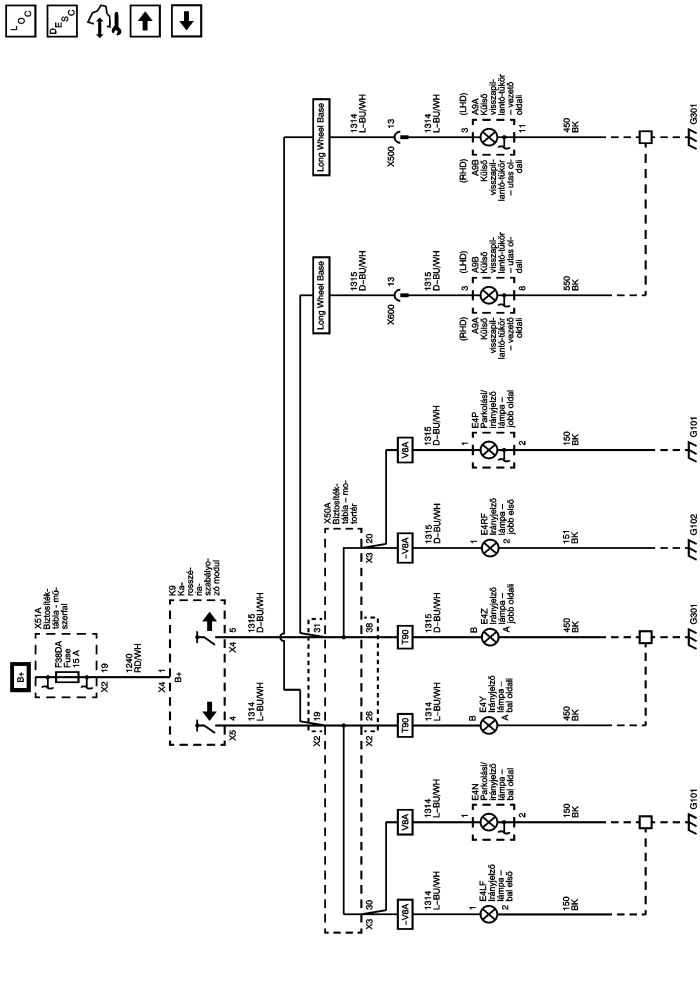 LOC
DESC
B+
X51A
Biztosíték-
tábla - mű-
szerfal
F38DA
Fuse
15 A
19
X2
1240
RD/WH
1
X4
K9
Ka-
rosszé-
ria-
szabályo-
zó modul
B+
4
X5
5
X4
1314
L-BU/WH
1315
D-BU/WH
X50A
Biztosíték-
tábla – mo-
tortér
19
X2
31
X3
30
26
X2
38
X3
20
Long Wheel Base
Long Wheel Base
1314
L-BU/WH
13
X500
1314
L-BU/WH
1315
D-BU/WH
13
X600
1315
D-BU/WH
(LHD)
A9A
Külső
visszapil-
lantó-tükör
– vezető
oldali
3
11
(RHD)
A9B
Külső
visszapil-
lantó-tükör
– utas ol-
dali
450
BK
G301
(LHD)
A9B
Külső
visszapil-
lantó-tükör
– utas ol-
dali
3
8
(RHD)
A9A
Külső
visszapil-
lantó-tükör
– vezető
oldali
550
BK
V8A
1315
D-BU/WH
1
E4P
Parkolási/
irányjelző
lámpa –
jobb oldal
2
150
BK
G101
–V8A
1315
D-BU/WH
1
E4RF
Irányjelző
lámpa –
jobb első
2
151
BK
G102
T90
1315
D-BU/WH
B
E4Z
Irányjelző
lámpa –
jobb oldali
A
450
BK
G301
T90
1314
L-BU/WH
B
E4Y
Irányjelző
lámpa –
bal oldali
A
450
BK
V8A
1314
L-BU/WH
1
E4N
Parkolási/
irányjelző
lámpa –
bal oldal
2
150
BK
G101
–V8A
1314
L-BU/WH
1
E4LF
Irányjelző
lámpa –
bal első
2
150
BK